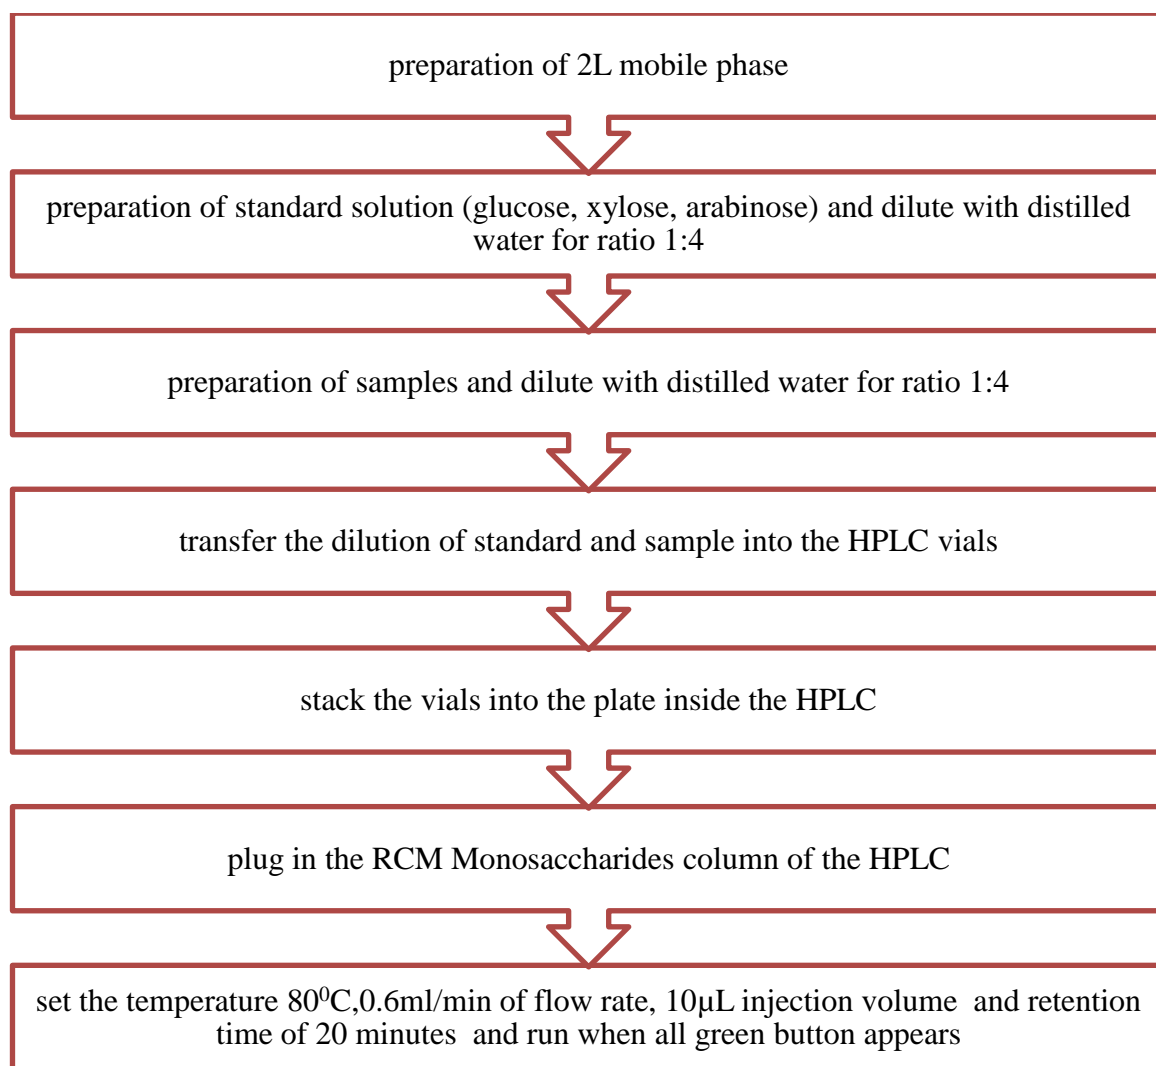 preparation of 2L mobile phase
preparation of standard solution (glucose, xylose, arabinose) and dilute with distilled
water for ratio 1:4
preparation of samples and dilute with distilled water for ratio 1:4
transfer the dilution of standard and sample into the HPLC vials
stack the vials into the plate inside the HPLC
plug in the RCM Monosaccharides column of the HPLC
set the temperature 80⁰C,0.6ml/min of flow rate, 10µL injection volume and retention
time of 20 minutes and run when all green button appears